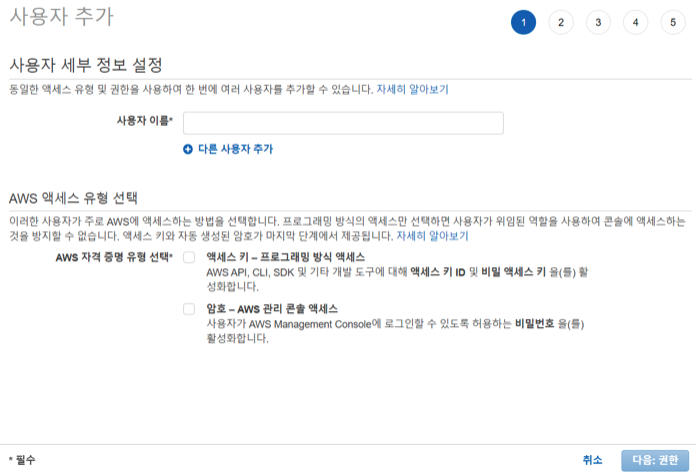 사용자 추가
1 2 3 4 5
사용자 세부 정보 설정
동일한 액세스 유형 및 권한을 사용하여 한 번에 여러 사용자를 추가할 수 있습니다. 자세히 알아보기
사용자 이름*
다른 사용자 추가
AWS 액세스 유형 선택
이러한 사용자가 주로 AWS에 액세스하는 방법을 선택합니다. 프로그래밍 방식의 액세스만 선택하면 사용자가 위임된 역할을 사용하여 콘솔에 액세스하는
것을 방지할 수 없습니다. 액세스 키와 자동 생성된 암호가 마지막 단계에서 제공됩니다. 자세히 알아보기
AWS 자격 증명 유형 선택* 액세스 키 – 프로그래밍 방식 액세스
AWS API, CLI, SDK 및 기타 개발 도구에 대해 액세스 키 ID 및 비밀 액세스 키 을(를) 활
성화합니다.
암호 – AWS 관리 콘솔 액세스
사용자가 AWS Management Console에 로그인할 수 있도록 허용하는 비밀번호 을(를)
활성화합니다.
* 필수 취소 다음: 권한